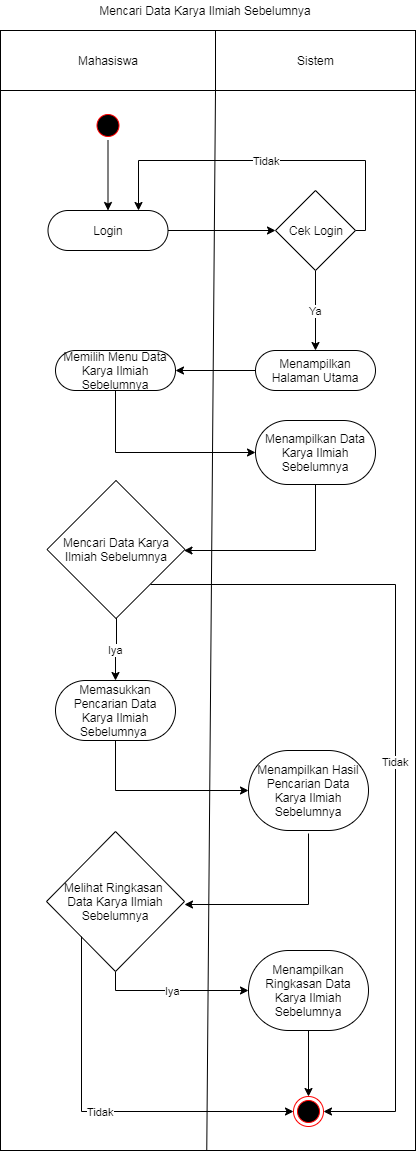 Mencari Data Karya Ilmiah Sebelumnya
Mahasiswa
Sistem
Tidak
Login
Cek Login
Ya
Memilih Menu Data
Karya Ilmiah
Sebelumnya
Menampilkan
Halaman Utama
Menampilkan Data
Karya Ilmiah
Sebelumnya
Mencari Data Karya
Ilmiah Sebelumnya
Iya
Memasukkan
Pencarian Data
Karya Ilmiah
Sebelumnya
Tidak
Menampilkan Hasil
Pencarian Data
Karya Ilmiah
Sebelumnya
Melihat Ringkasan
Data Karya Ilmiah
Sebelumnya
Iya
Menampilkan
Ringkasan Data
Karya Ilmiah
Sebelumnya
Tidak